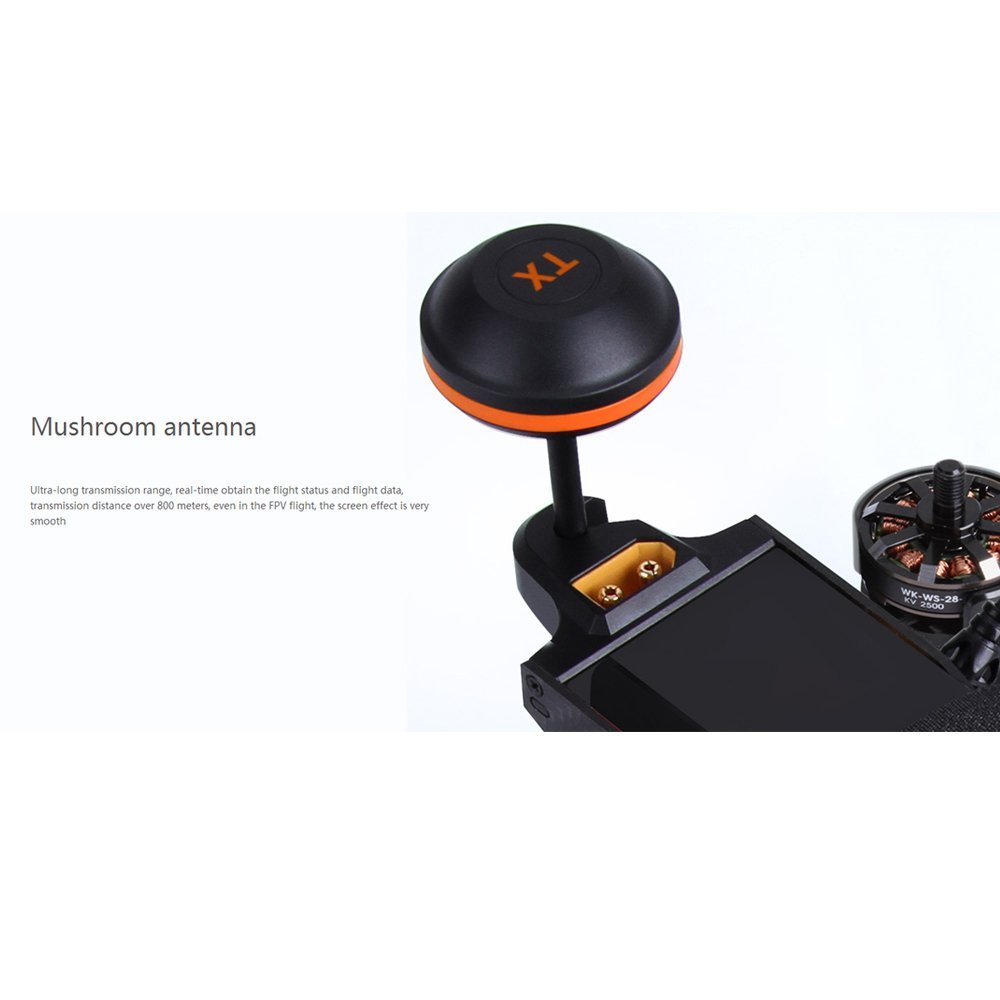 TX
Mushroom antenna
Ultra-long transmission range, real-time obtain the flight status and flight data,
transmission distance over 800 meters, even in the FPV flight, the screen effect is very
smooth
WK-WS-28-
KV 2500